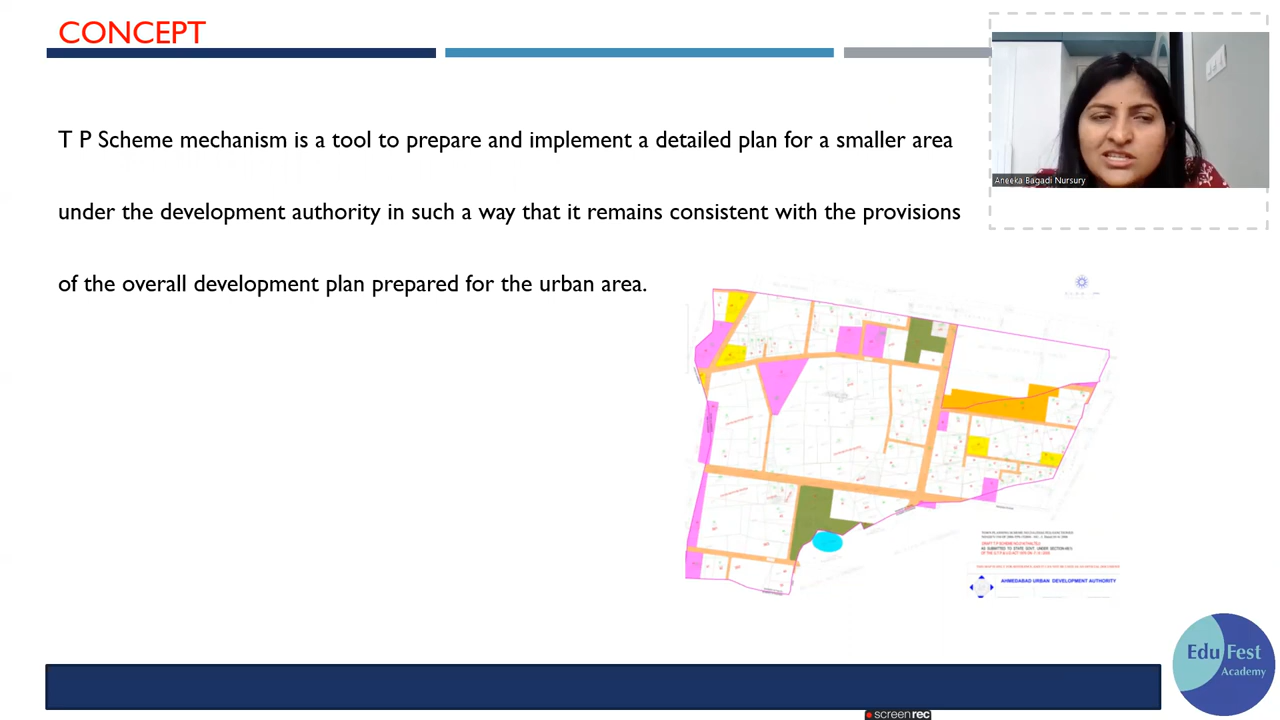 CONCEPT
T P Scheme mechanism is a tool to prepare and implement a detailed plan for a smaller area
under the development authority in such a way that it remains consistent with the provisions
of the overall development plan prepared for the urban area.
Aneeka Bagadi Nursury
AHMEDABAD URBAN DEVELOPMENT AUTHORITY
Edu Fest
Academy
screenrec